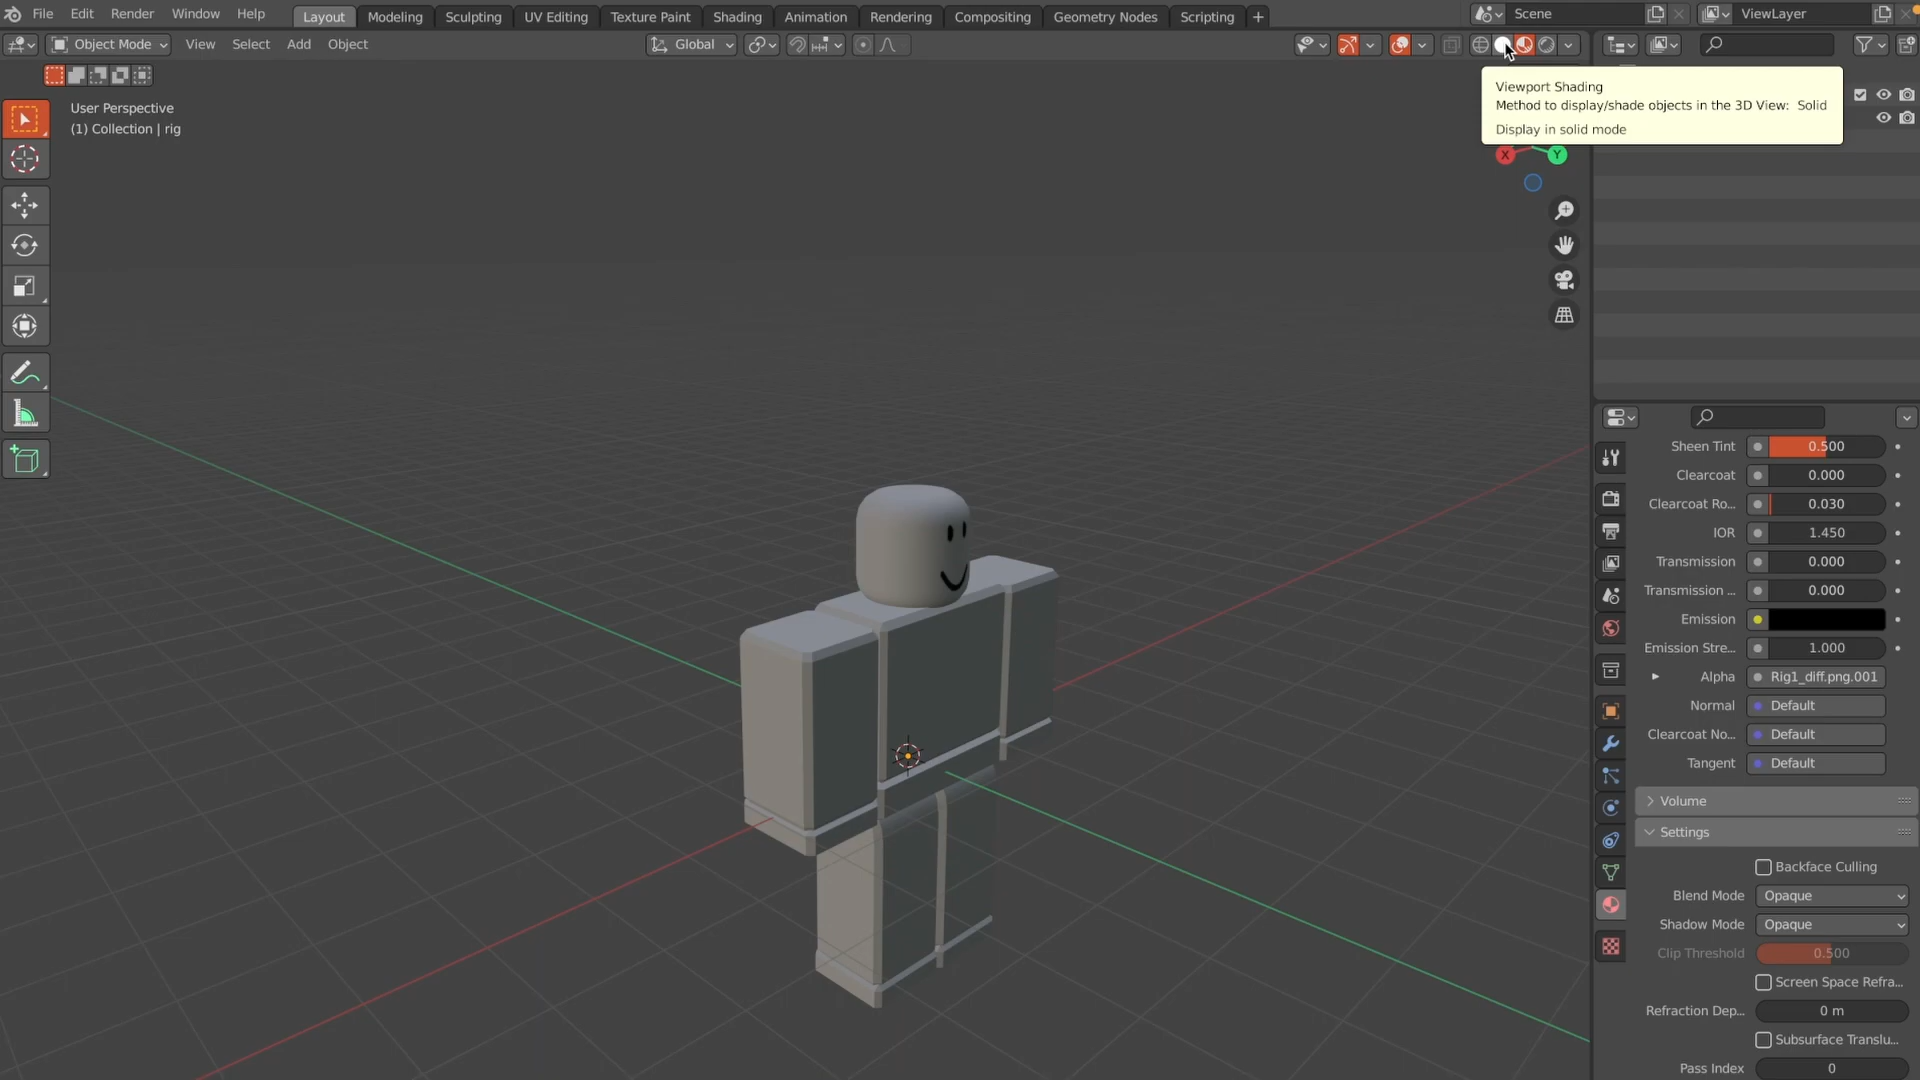 File Edit Render Window Help Layout Modeling Sculpting UV Editing Texture Paint Shading Animation Rendering Compositing Geometry Nodes Scripting + Scene ViewLayer
Object Mode View Select Add Object Global
User Perspective
(1) Collection | rig
Viewport Shading
Method to display/shade objects in the 3D View: Solid
Display in solid mode
X Y
Sheen Tint 0.500
Clearcoat 0.000
Clearcoat Ro... 0.030
IOR 1.450
Transmission 0.000
Transmission ... 0.000
Emission
Emission Stre... 1.000
Alpha Rig1_diff.png.001
Normal Default
Clearcoat No... Default
Tangent Default
Volume
Settings
Backface Culling
Blend Mode Opaque
Shadow Mode Opaque
Clip Threshold 0.500
Screen Space Refra...
Refraction Dep... 0 m
Subsurface Translu...
Pass Index 0